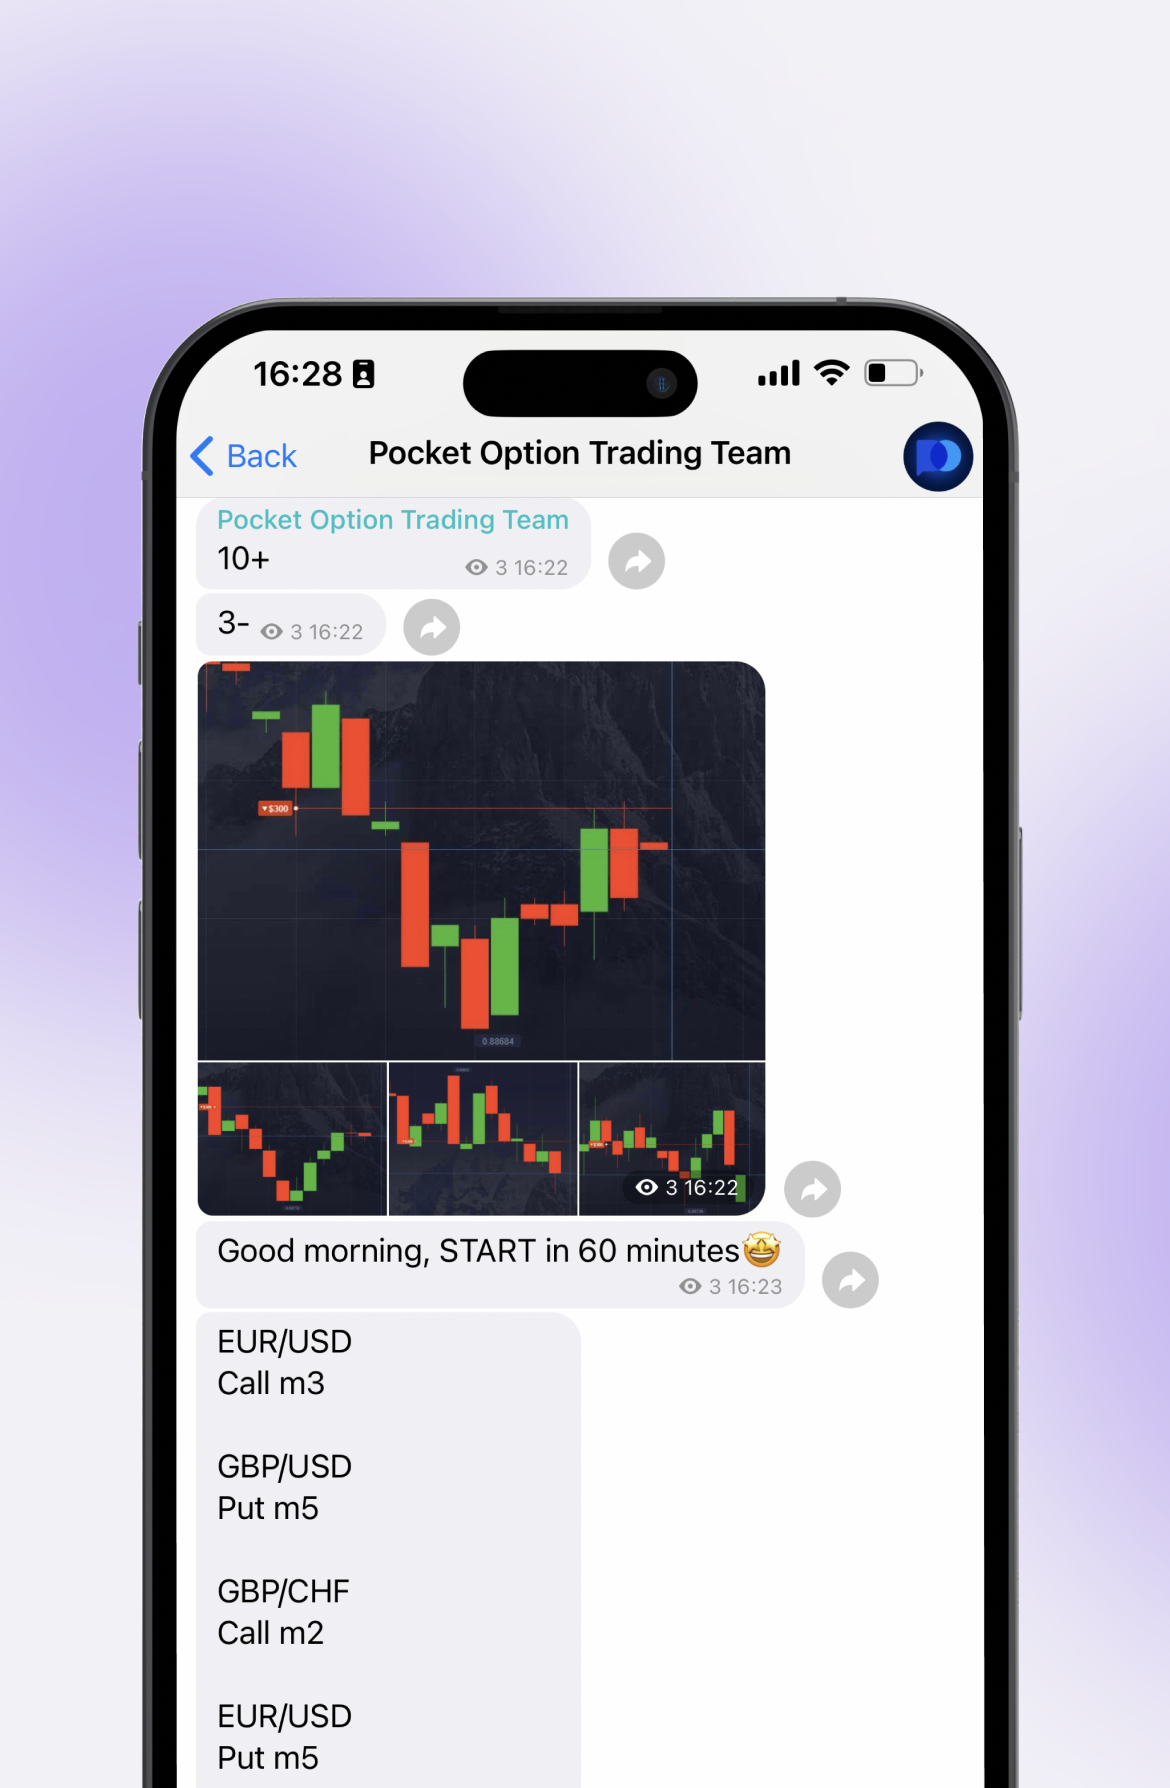 16:28
Back
Pocket Option Trading Team
Pocket Option Trading Team
10+
3 16:22
3-
3 16:22
▼$300
0.88684
3 16:22
Good morning, START in 60 minutes🤩
3 16:23
EUR/USD
Call m3
GBP/USD
Put m5
GBP/CHF
Call m2
EUR/USD
Put m5